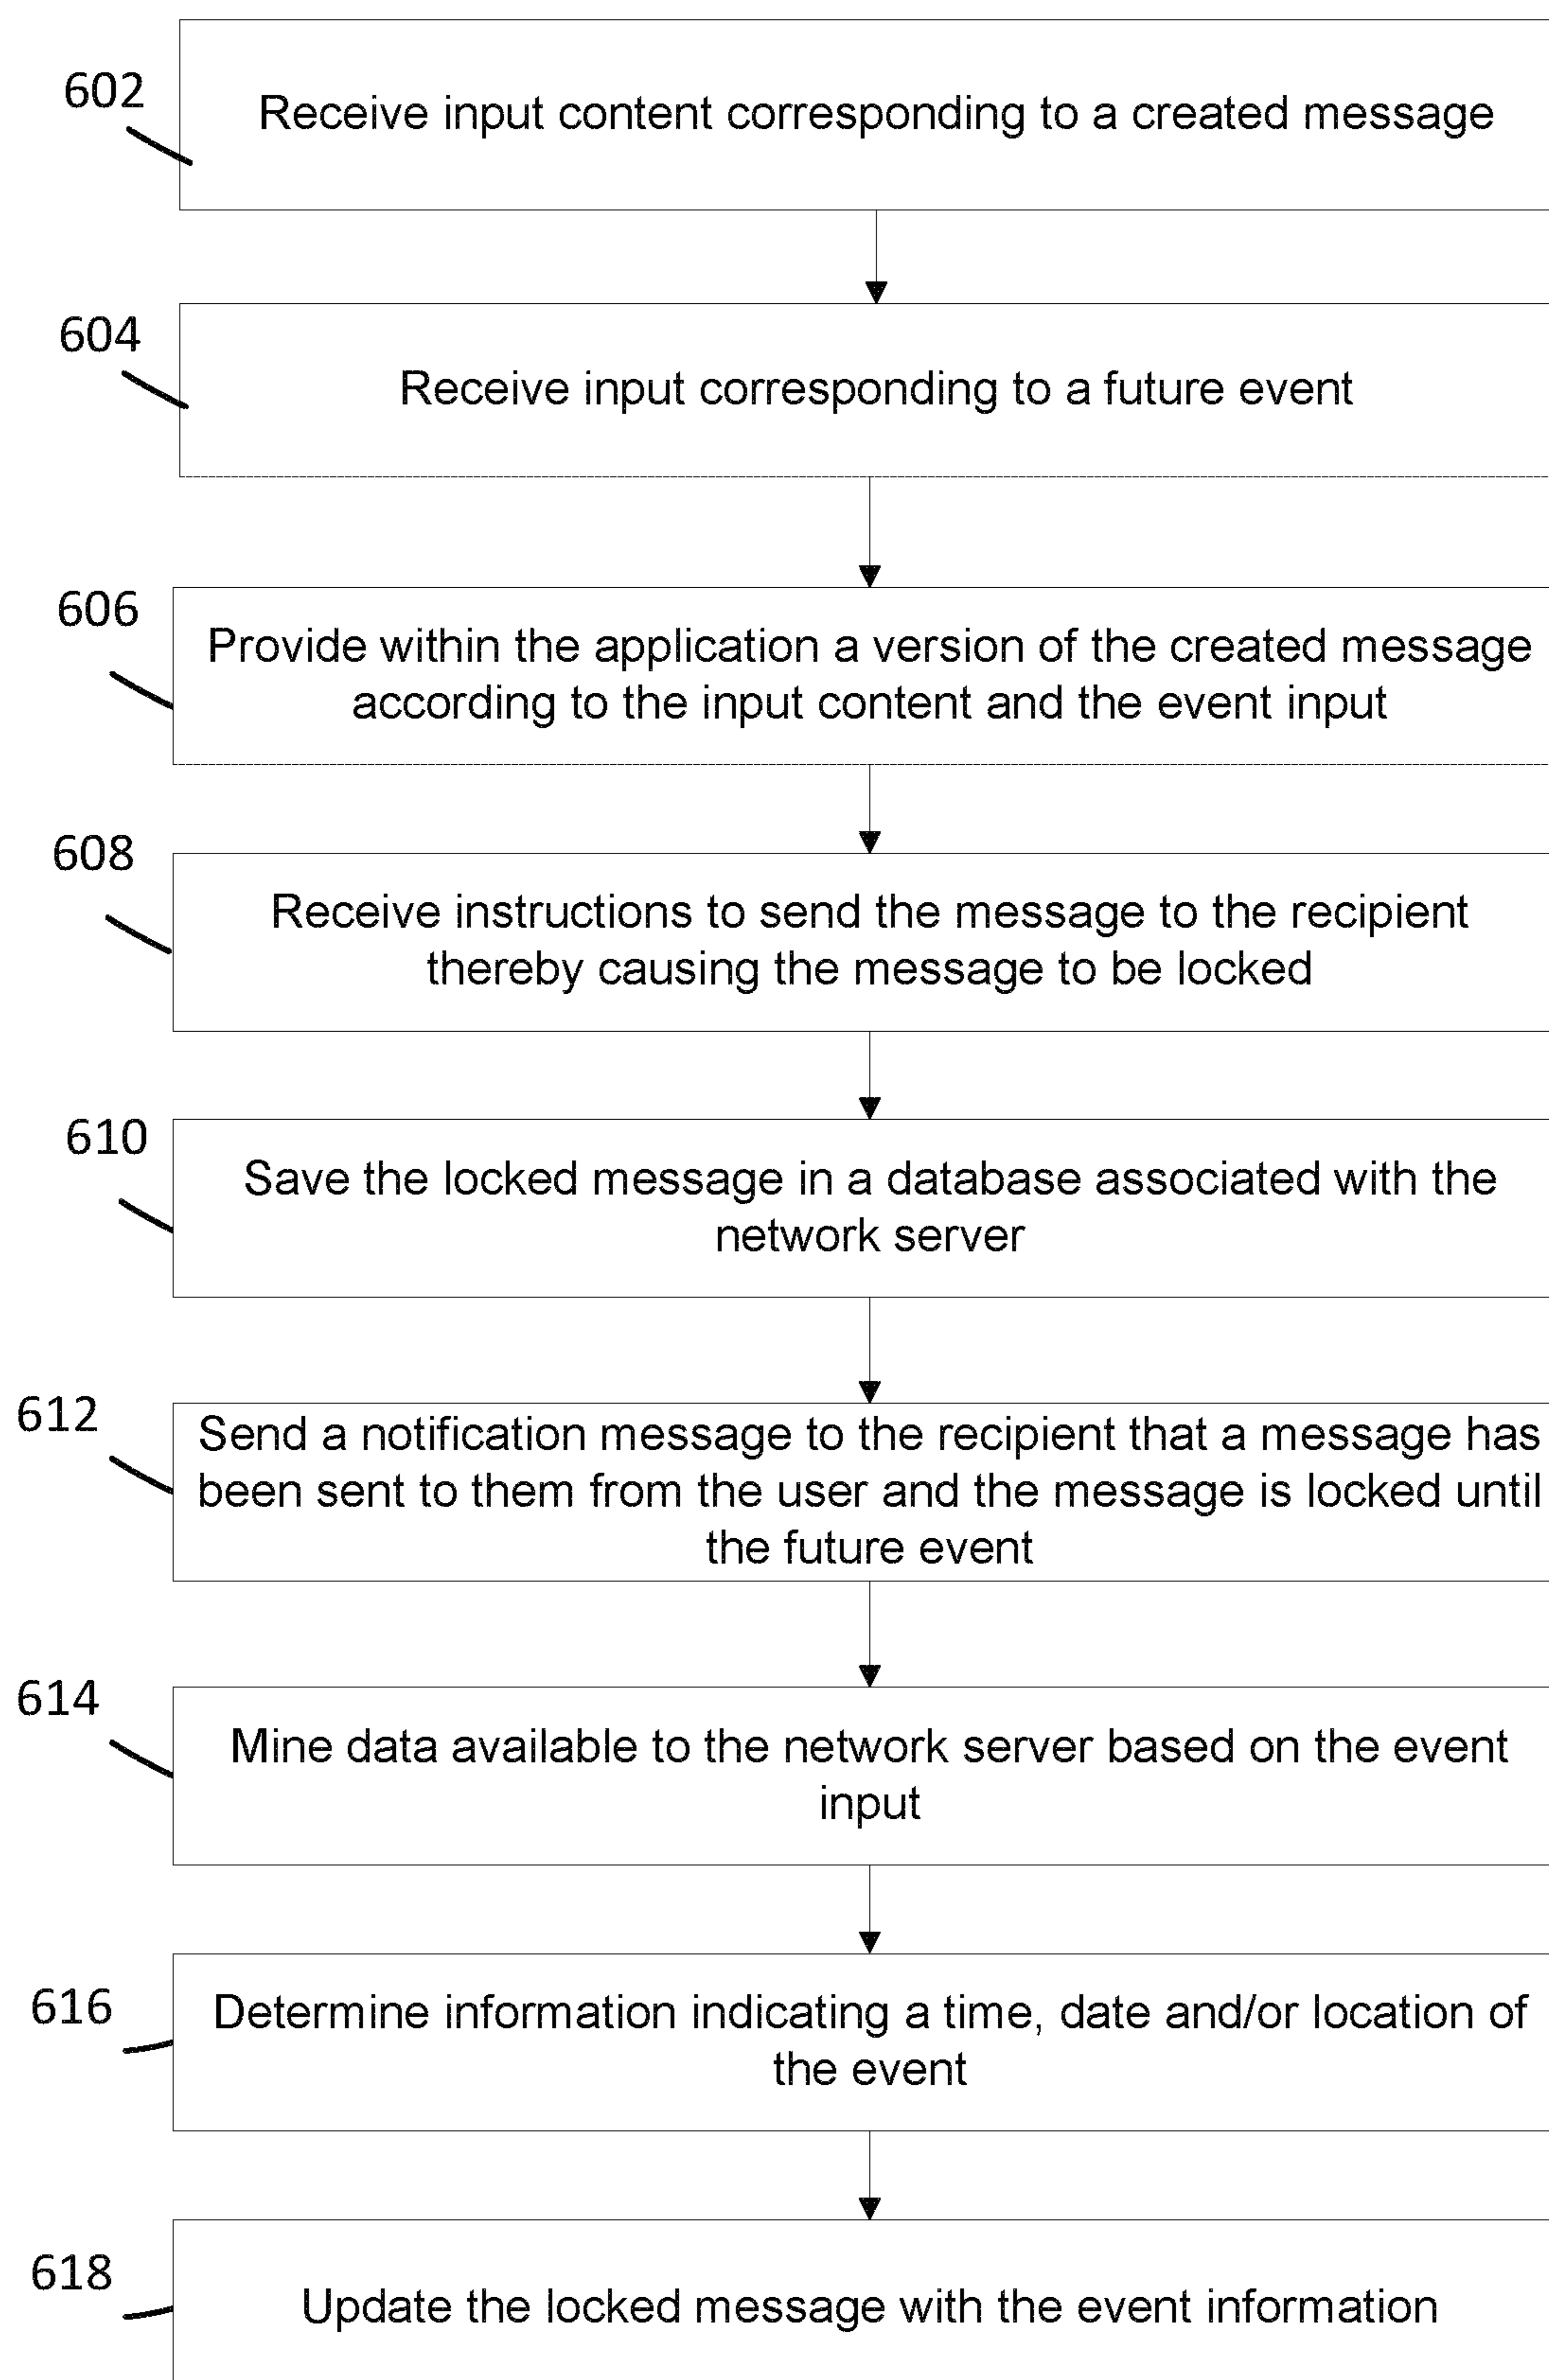 602
Receive input content corresponding to a created message
604
Receive input corresponding to a future event
606
Provide within the application a version of the created message
according to the input content and the event input
608
Receive instructions to send the message to the recipient
thereby causing the message to be locked
610
Save the locked message in a database associated with the
network server
612
Send a notification message to the recipient that a message has
been sent to them from the user and the message is locked until
the future event
614
Mine data available to the network server based on the event
input
616
Determine information indicating a time, date and/or location of
the event
618
Update the locked message with the event information